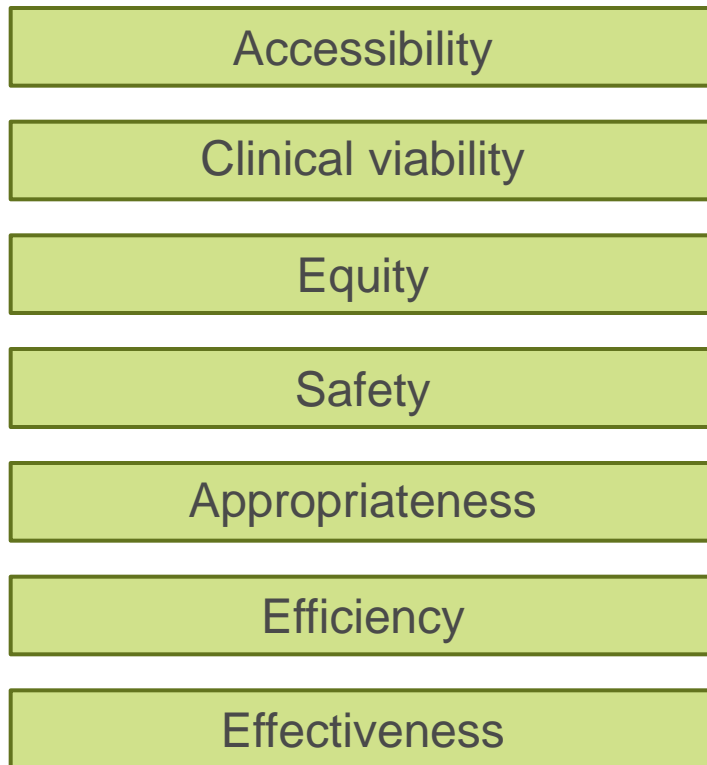 Accessibility
Clinical viability
Equity
Safety
Appropriateness
Efficiency
Effectiveness